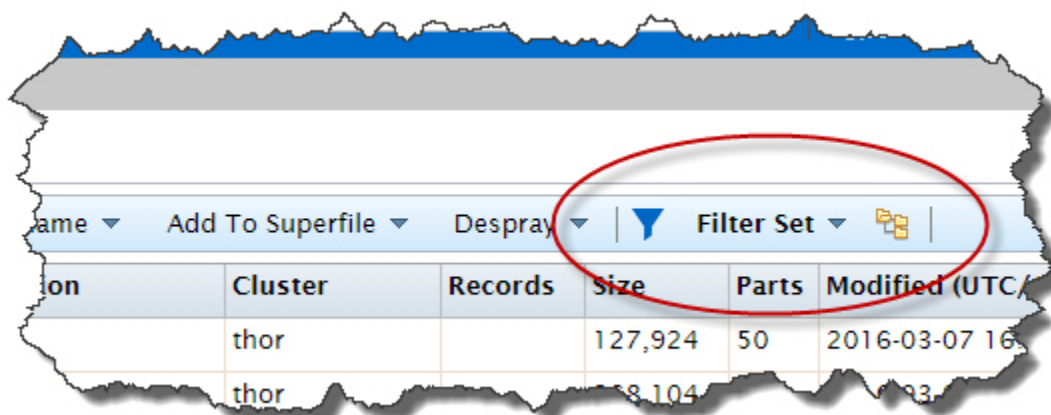 ame Add To Superfile Despray Filter Set
ion Cluster Records Size Parts Modified (UTC/
thor 127,924 50 2016-03-07 16
thor